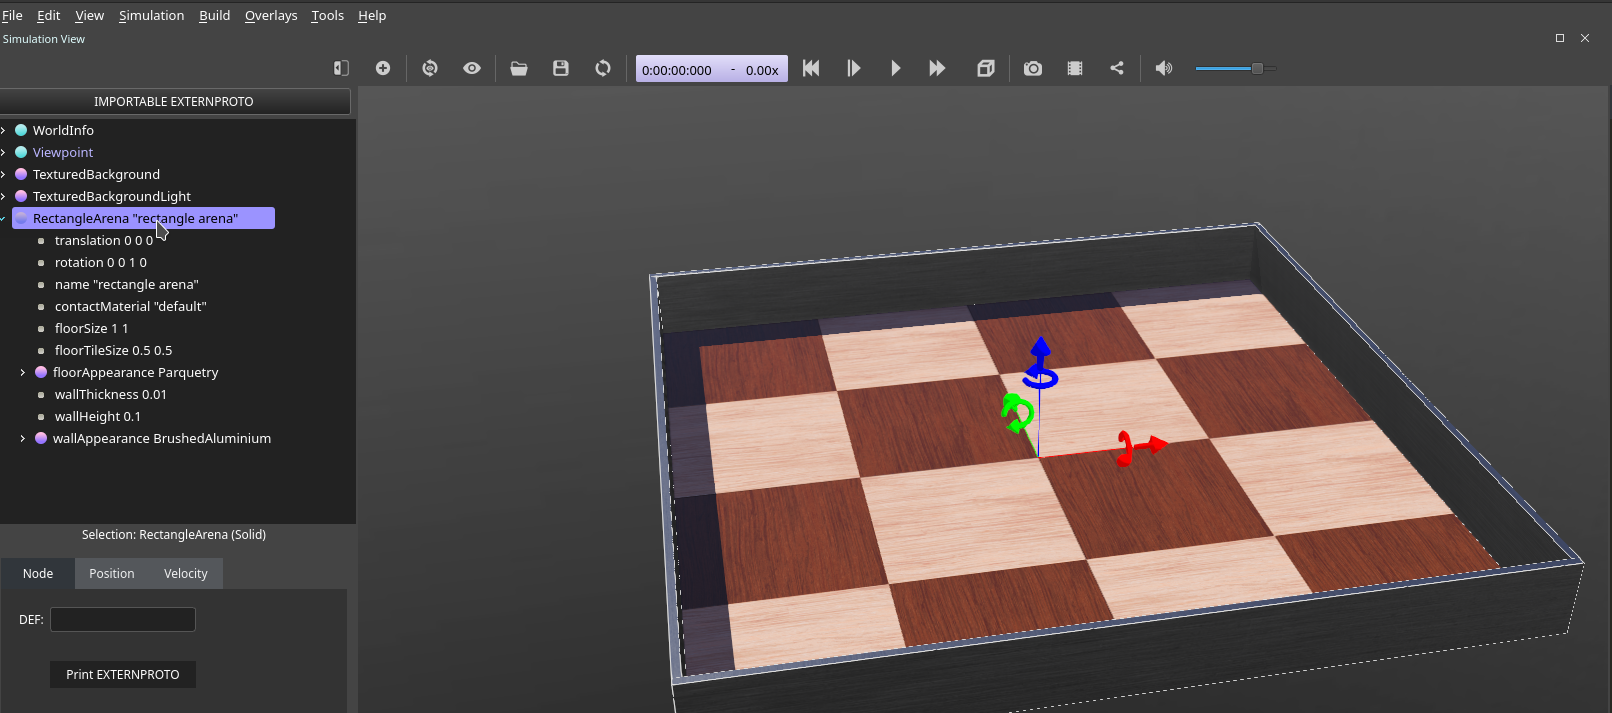 File Edit View Simulation Build Overlays Tools Help
Simulation View
0:00:00:000 - 0.00x
IMPORTABLE EXTERNPROTO
WorldInfo
Viewpoint
TexturedBackground
TexturedBackgroundLight
RectangleArena "rectangle arena"
translation 0 0 0
rotation 0 0 1 0
name "rectangle arena"
contactMaterial "default"
floorSize 1 1
floorTileSize 0.5 0.5
floorAppearance Parquetry
wallThickness 0.01
wallHeight 0.1
wallAppearance BrushedAluminium
Selection: RectangleArena (Solid)
Node Position Velocity
DEF:
Print EXTERNPROTO